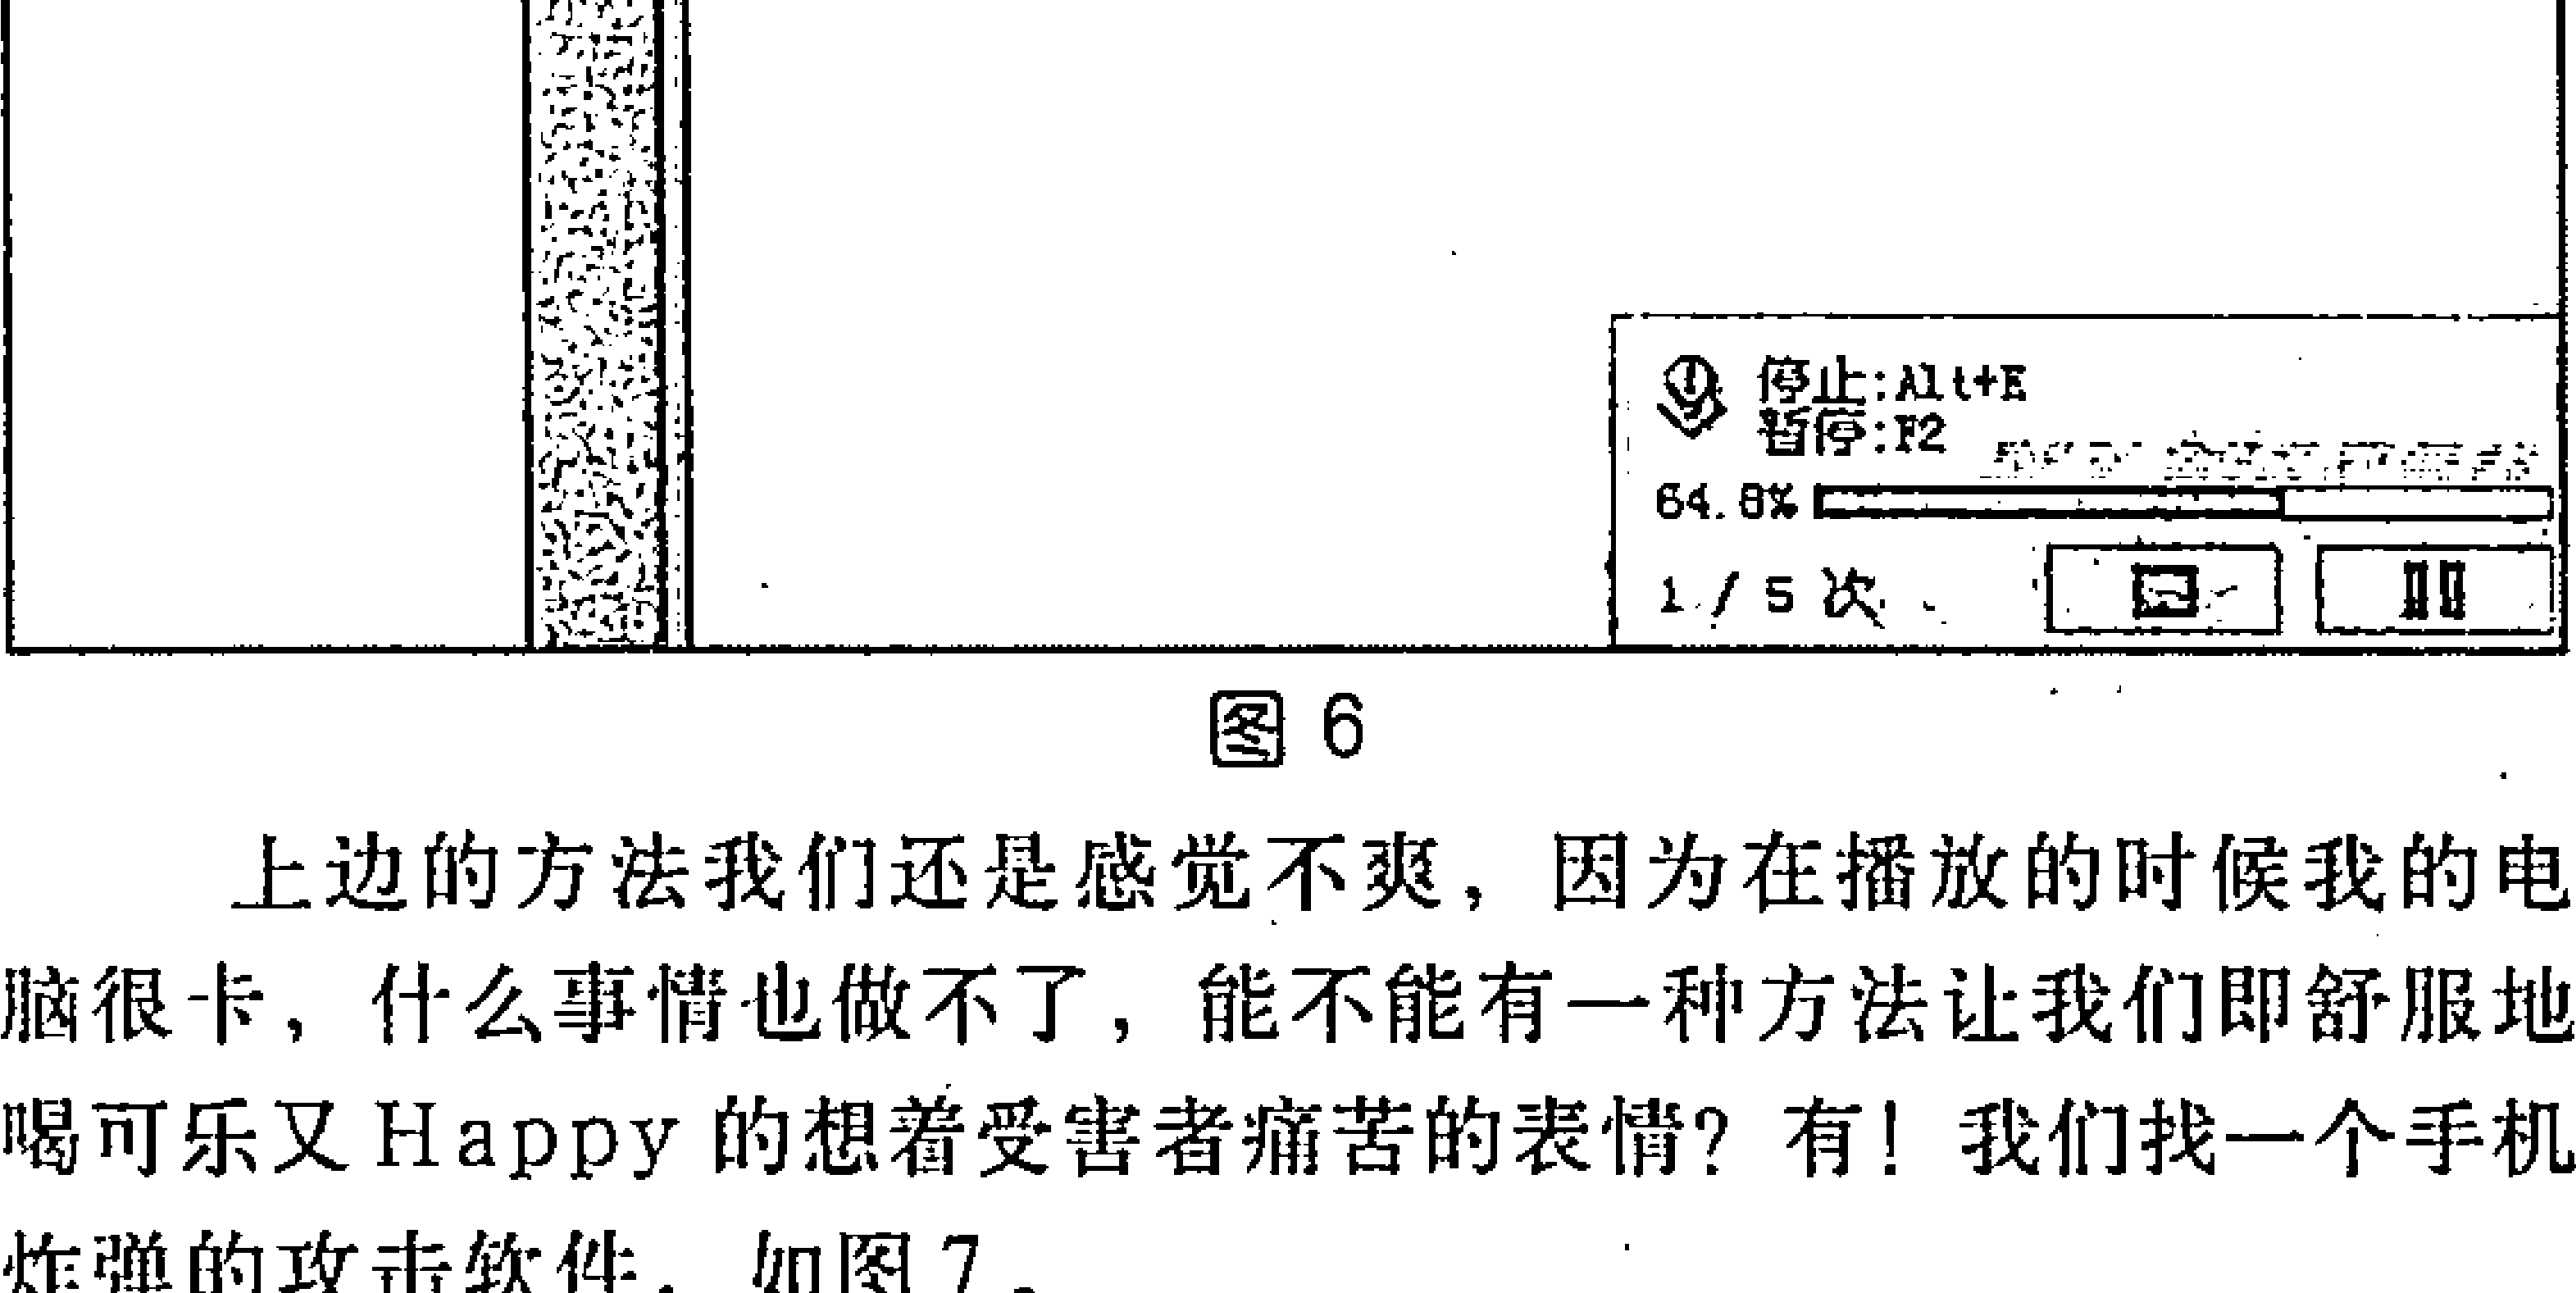 停止:Alt+E
暂停:F2
64.8%
1 / 5 次
图 6
上边的方法我们还是感觉不爽，因为在播放的时候我的电
脑很卡，什么事情也做不了，能不能有一种方法让我们即舒服地
喝可乐又 Happy 的想着受害者痛苦的表情？有！我们找一个手机
炸弹的攻击软件，如图 7。